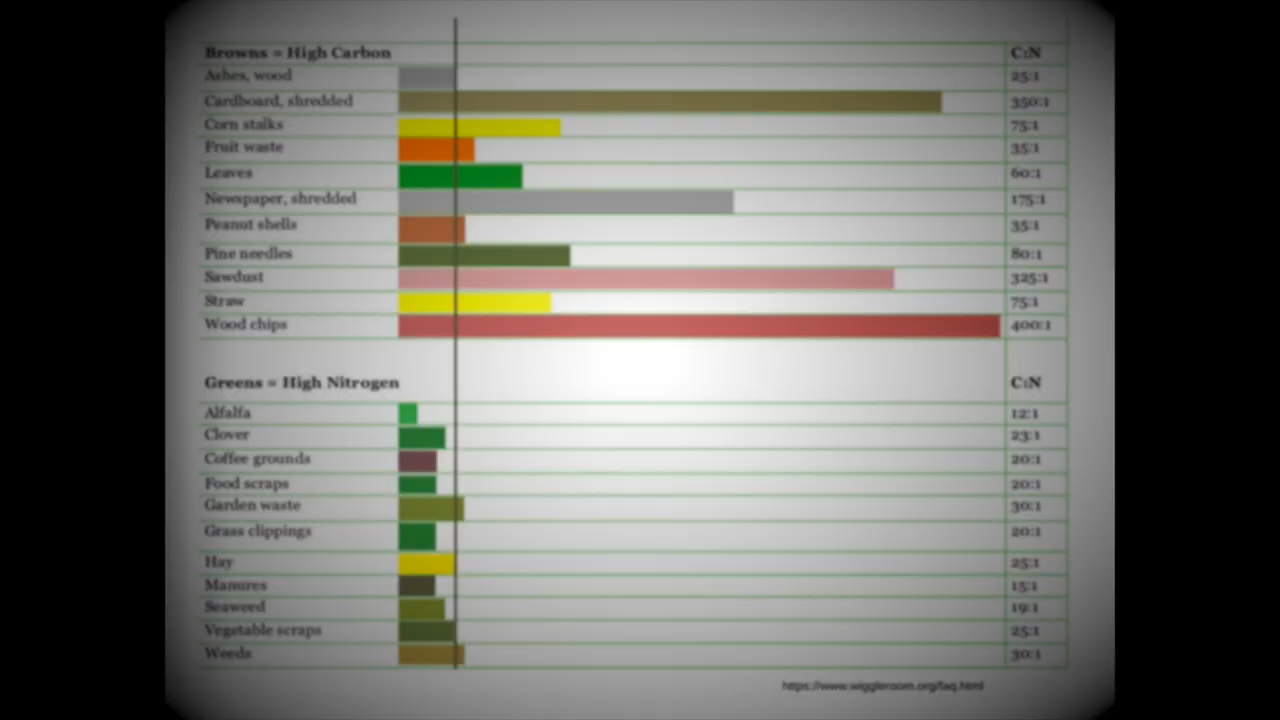 Browns = High Carbon C:N
Ashes, wood 25:1
Cardboard, shredded 350:1
Corn stalks 75:1
Fruit waste 35:1
Leaves 60:1
Newspaper, shredded 175:1
Peanut shells 35:1
Pine needles 80:1
Sawdust 325:1
Straw 75:1
Wood chips 400:1
Greens = High Nitrogen C:N
Alfalfa 12:1
Clover 23:1
Coffee grounds 20:1
Food scraps 20:1
Garden waste 30:1
Grass clippings 20:1
Hay 25:1
Manures 15:1
Seaweed 19:1
Vegetable scraps 25:1
Weeds 30:1
https://www.wiggleroom.org/faq.html